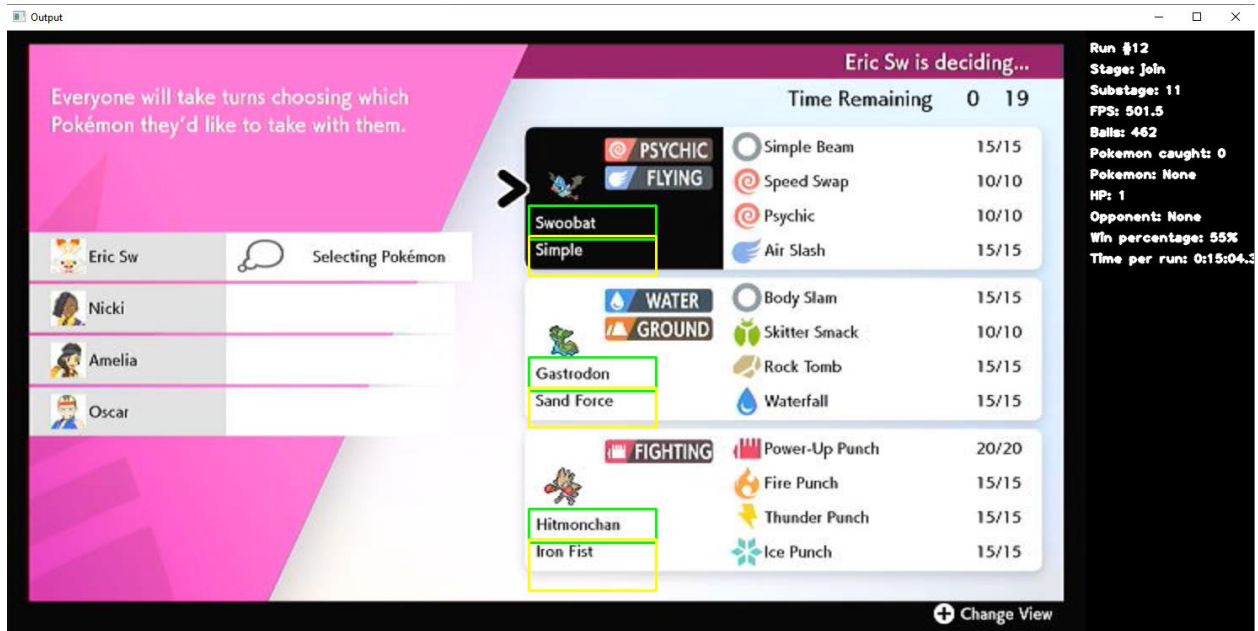 Output
Everyone will take turns choosing which
Pokémon they'd like to take with them.
Eric Sw
Selecting Pokémon
Nicki
Amelia
Oscar
Eric Sw is deciding...
Time Remaining 0 19
PSYCHIC
FLYING
Swoobat
Simple
Simple Beam 15/15
Speed Swap 10/10
Psychic 10/10
Air Slash 15/15
WATER
GROUND
Gastrodon
Sand Force
Body Slam 15/15
Skitter Smack 10/10
Rock Tomb 15/15
Waterfall 15/15
FIGHTING
Hitmonchan
Iron Fist
Power-Up Punch 20/20
Fire Punch 15/15
Thunder Punch 15/15
Ice Punch 15/15
Change View
Run #12
Stage: join
Substage: 11
FPS: 501.5
Balls: 462
Pokemon caught: 0
Pokemon: None
HP: 1
Opponent: None
Win percentage: 55%
Time per run: 0:15:04.3